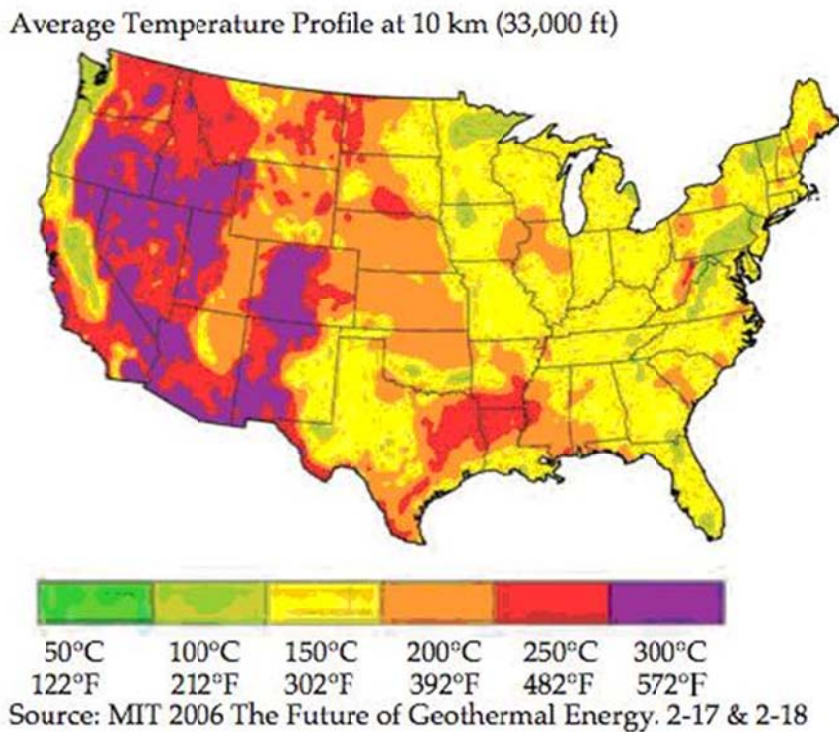 Average Temperature Profile at 10 km (33,000 ft)
50°C 100°C 150°C 200°C 250°C 300°C
122°F 212°F 302°F 392°F 482°F 572°F
Source: MIT 2006 The Future of Geothermal Energy. 2-17 & 2-18